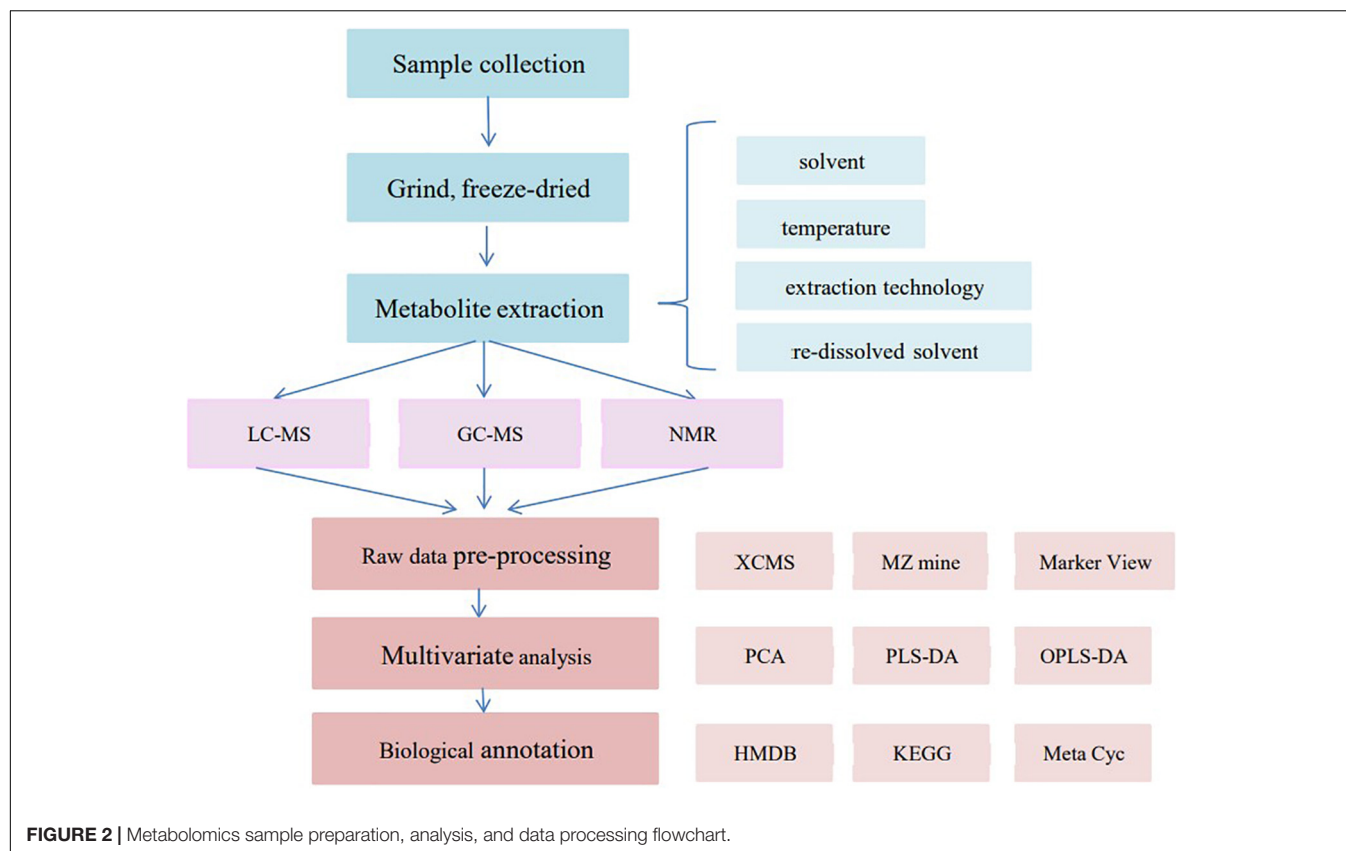 Sample collection
Grind, freeze-dried
Metabolite extraction
solvent
temperature
extraction technology
re-dissolved solvent
LC-MS
GC-MS
NMR
Raw data pre-processing
XCMS
MZ mine
Marker View
Multivariate analysis
PCA
PLS-DA
OPLS-DA
Biological annotation
HMDB
KEGG
Meta Cyc
FIGURE 2 | Metabolomics sample preparation, analysis, and data processing flowchart.